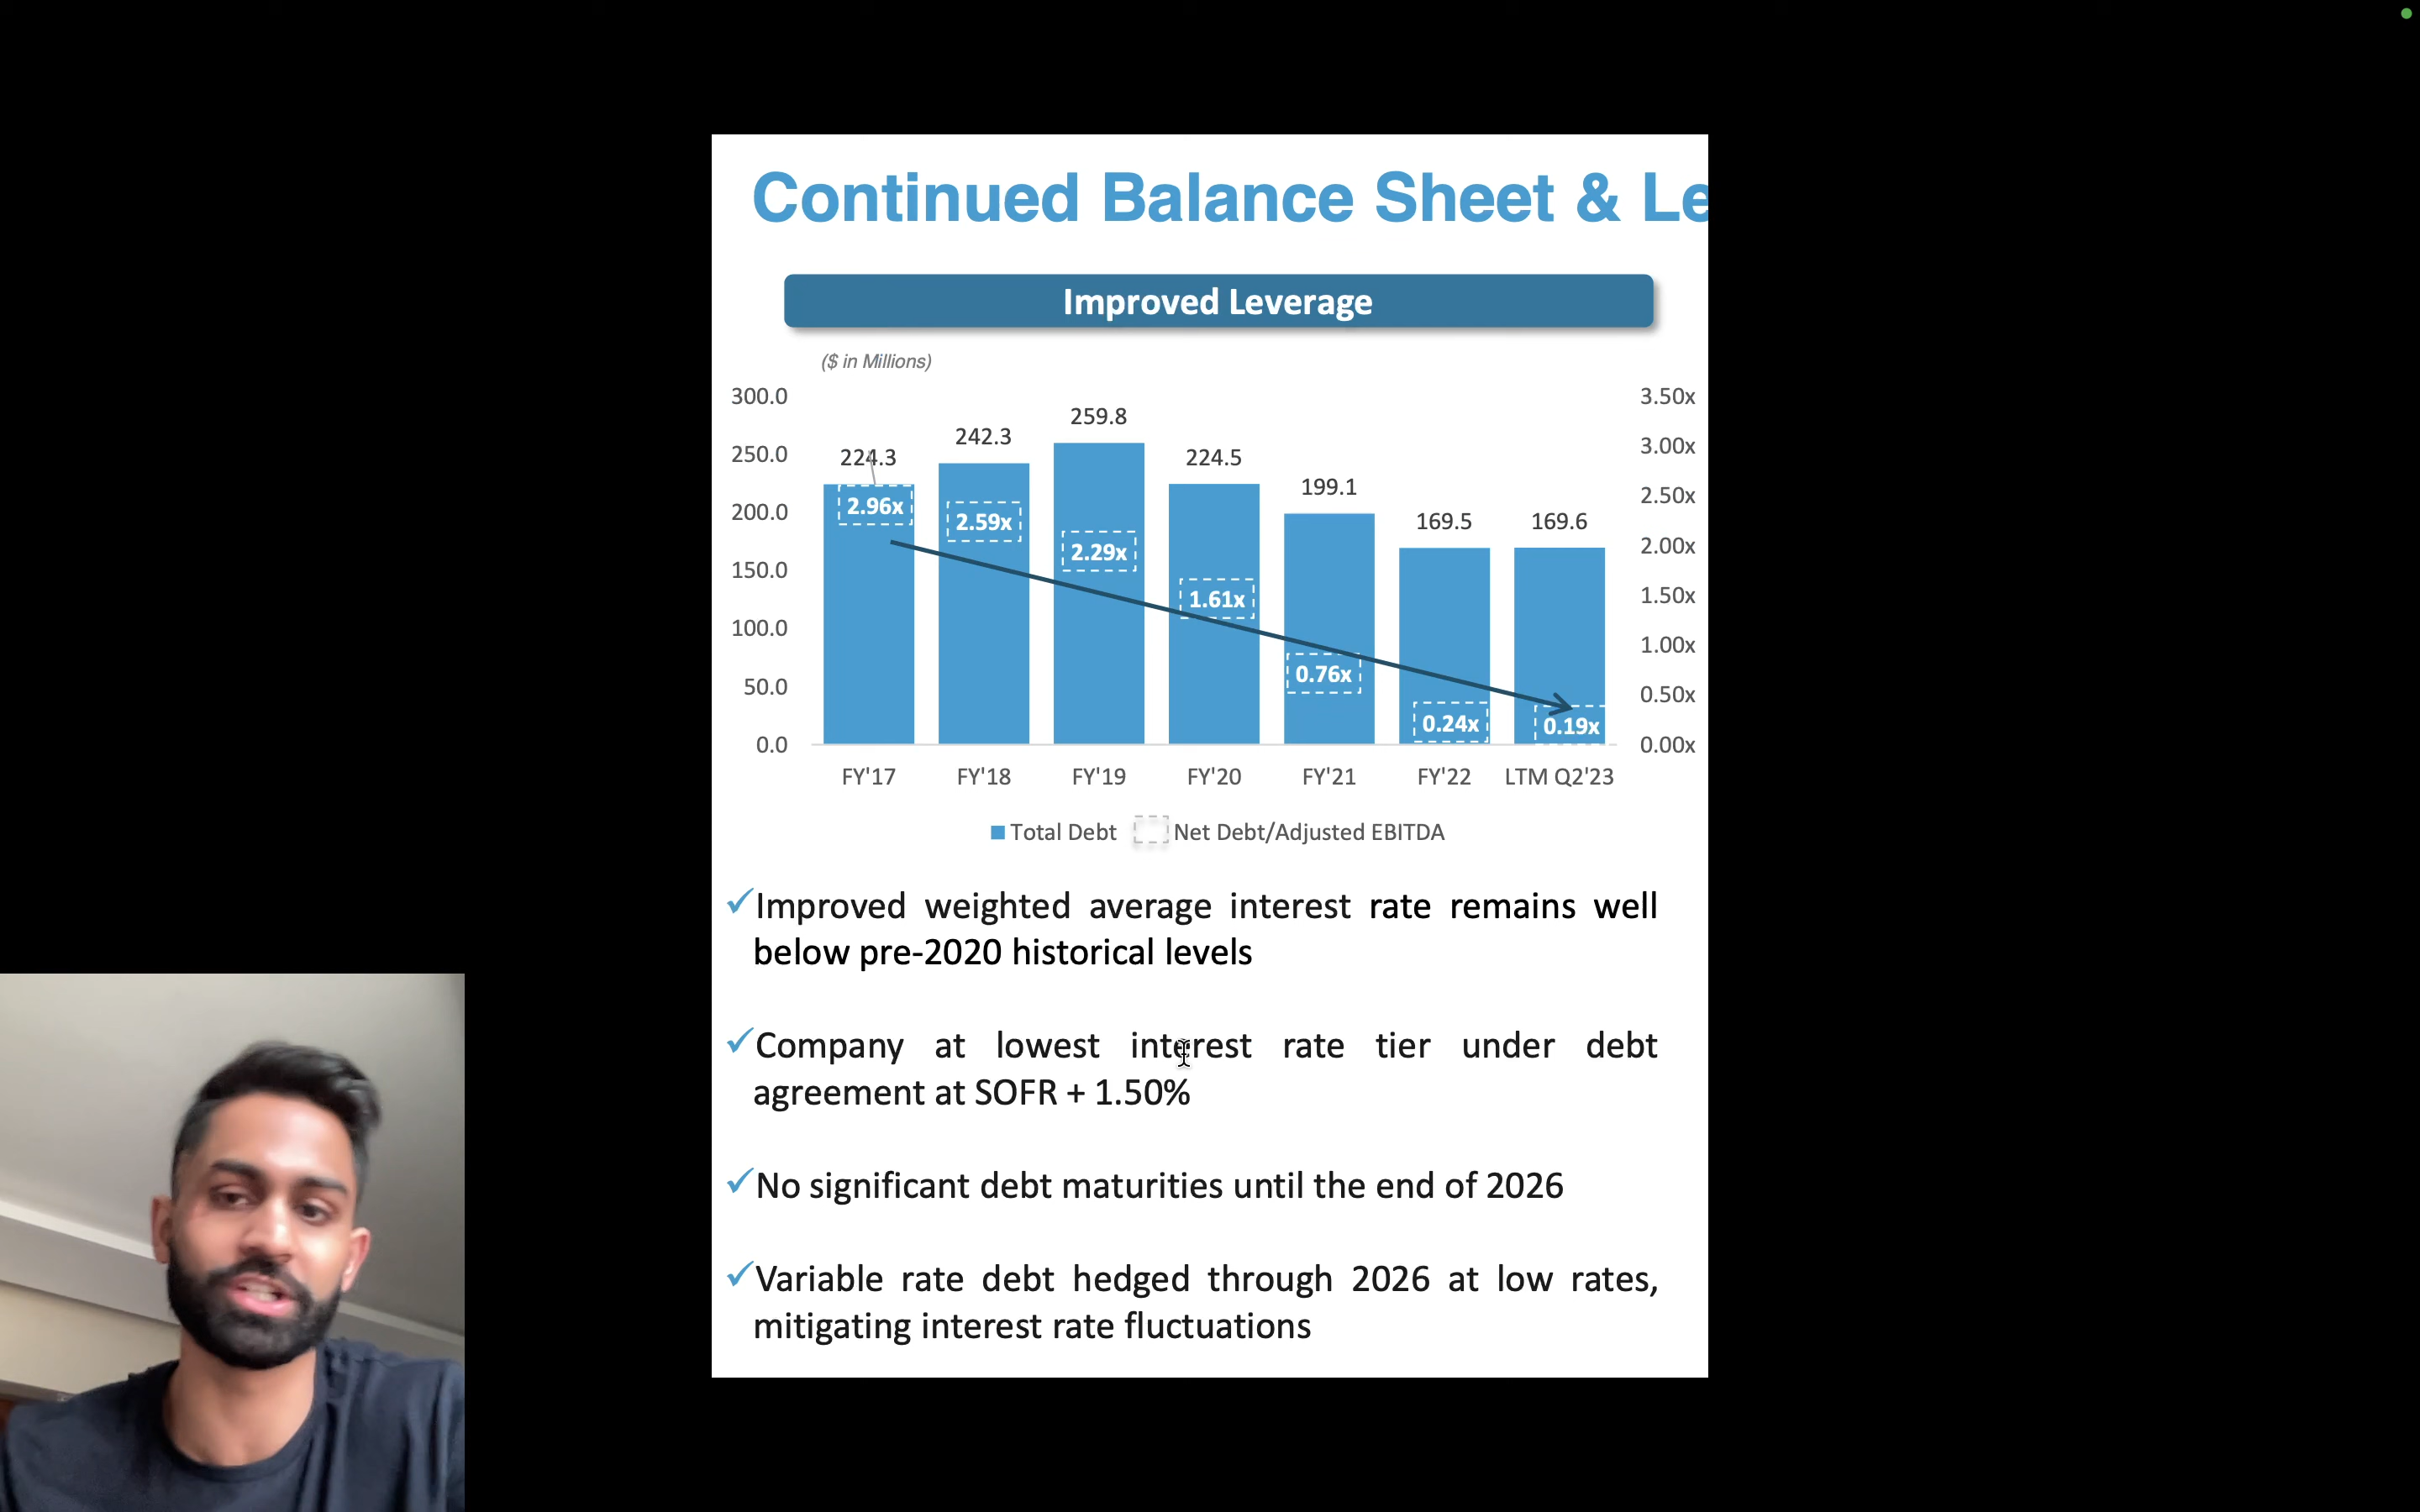 Continued Balance Sheet & Le
Improved Leverage
($ in Millions)
300.0
250.0
200.0
150.0
100.0
50.0
0.0
3.50x
3.00x
2.50x
2.00x
1.50x
1.00x
0.50x
0.00x
224.3
242.3
259.8
224.5
199.1
169.5
169.6
2.96x
2.59x
2.29x
1.61x
0.76x
0.24x
0.19x
FY'17 FY'18 FY'19 FY'20 FY'21 FY'22 LTM Q2'23
Total Debt Net Debt/Adjusted EBITDA
✓Improved weighted average interest rate remains well
below pre-2020 historical levels
✓Company at lowest interest rate tier under debt
agreement at SOFR + 1.50%
✓No significant debt maturities until the end of 2026
✓Variable rate debt hedged through 2026 at low rates,
mitigating interest rate fluctuations